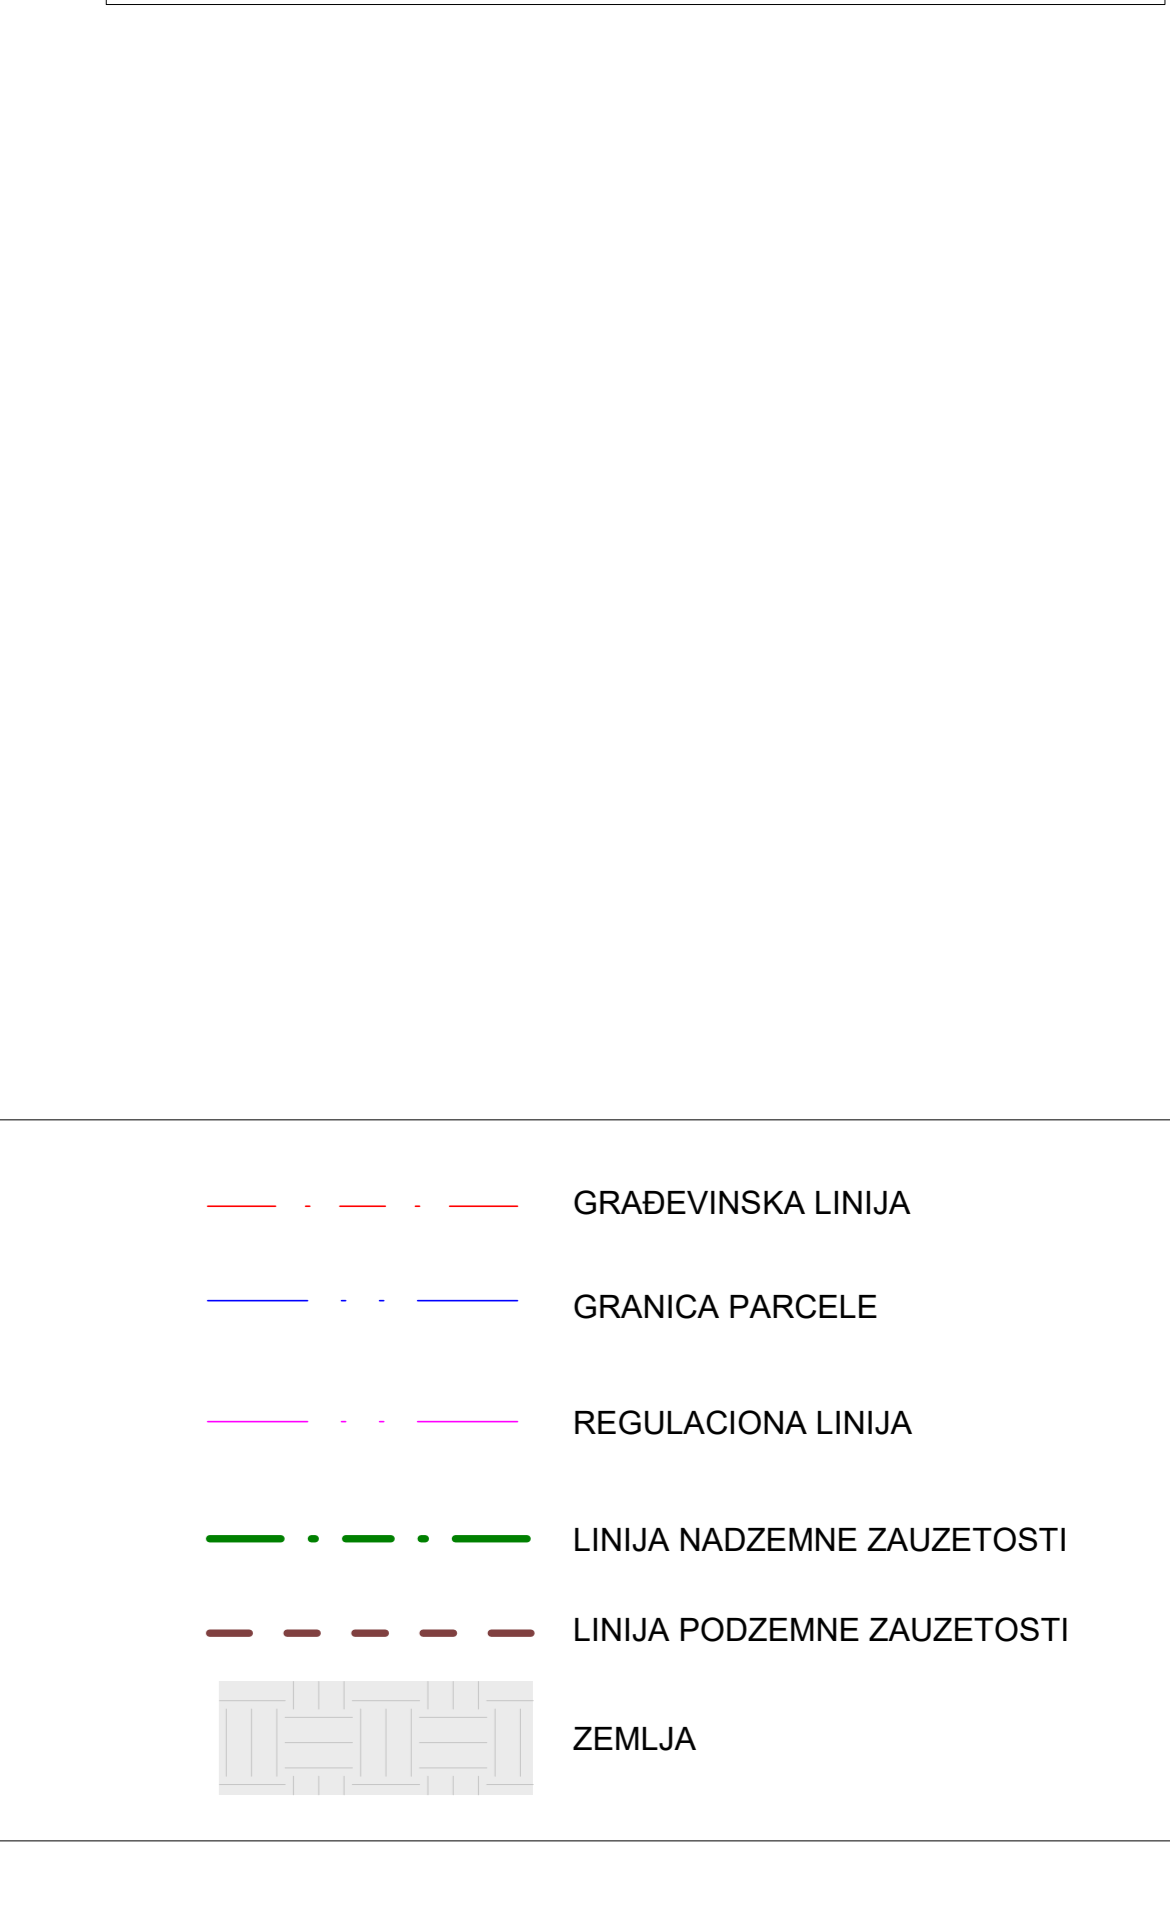 GRAĐEVINSKA LINIJA
GRANICA PARCELE
REGULACIONA LINIJA
LINIJA NADZEMNE ZAUZETOSTI
LINIJA PODZEMNE ZAUZETOSTI
ZEMLJA